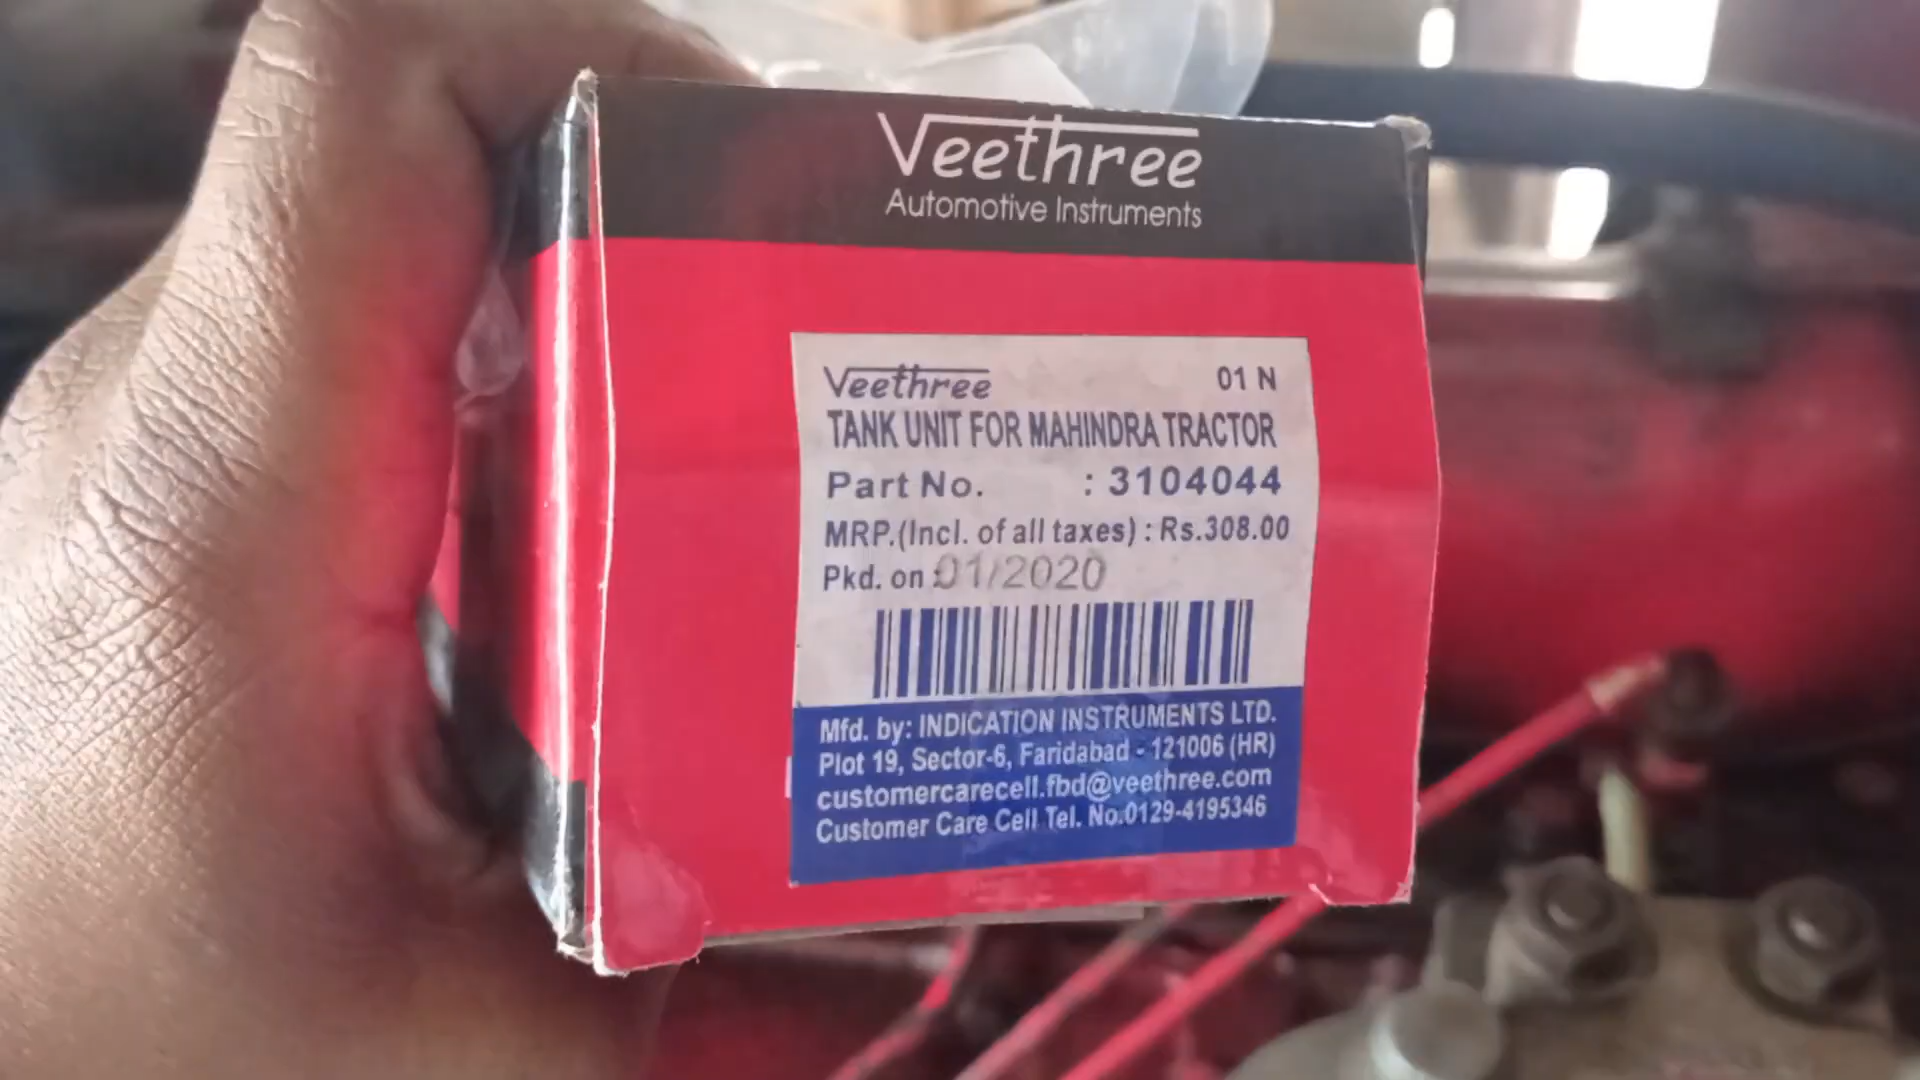 Veethree
Automotive Instruments
Veethree 01 N
TANK UNIT FOR MAHINDRA TRACTOR
Part No. : 3104044
MRP.(Incl. of all taxes) : Rs.308.00
Pkd. on :01/2020
Mfd. by: INDICATION INSTRUMENTS LTD.
Plot 19, Sector-6, Faridabad - 121006 (HR)
customercarecell.fbd@veethree.com
Customer Care Cell Tel. No.0129-4195346